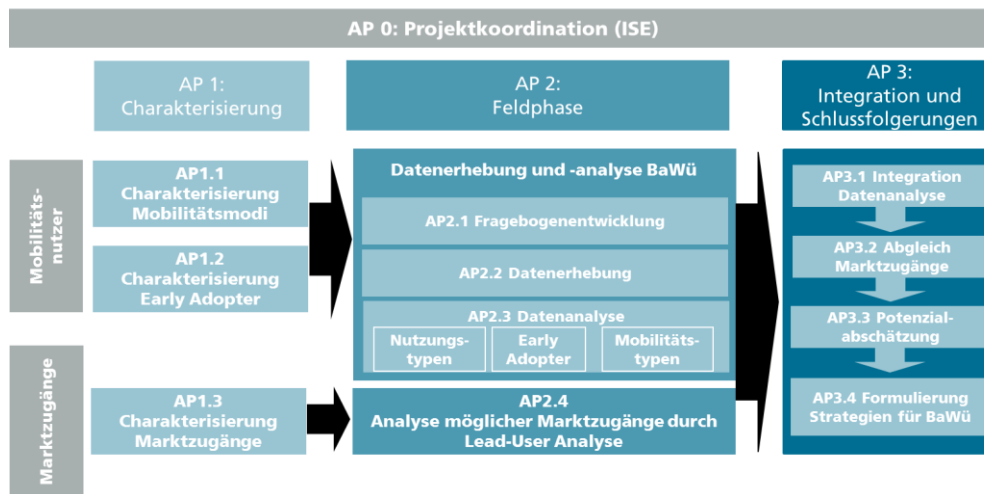 AP 0: Projektkoordination (ISE)
AP 1:
Charakterisierung
AP 2:
Feldphase
AP 3:
Integration und
Schlussfolgerungen
Mobilitäts-
nutzer
AP1.1
Charakterisierung
Mobilitätsmodi
AP1.2
Charakterisierung
Early Adopter
Datenerhebung und -analyse BaWü
AP2.1 Fragebogenentwicklung
AP2.2 Datenerhebung
AP2.3 Datenanalyse
Nutzungs-
typen
Early
Adopter
Mobilitäts-
typen
Marktzugänge
AP1.3
Charakterisierung
Marktzugänge
AP2.4
Analyse möglicher Marktzugänge durch
Lead-User Analyse
AP3.1 Integration
Datenanalyse
AP3.2 Abgleich
Marktzugänge
AP3.3 Potenzial-
abschätzung
AP3.4 Formulierung
Strategien für BaWü